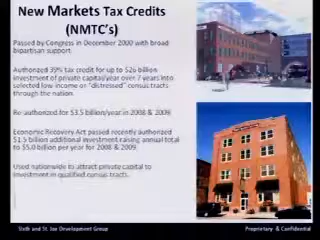 New Markets Tax Credits
(NMTC's)
Passed by Congress in December 2000 with broad
bipartisan support.
Authorized 39% tax credit for up to $26 billion
investment of private capital/year over 7 years into
selected low income or "distressed" census tracts
through the nation.
Re-authorized for $3.5 billion/year in 2008 & 2009.
Economic Recovery Act passed recently authorized
$1.5 billion additional investment raising annual total
to $5.0 billion per year for 2008 & 2009.
Used nationwide to attract private capital to
investment in qualified census tracts.
Sixth and St. Joe Development Group
Proprietary & Confidential